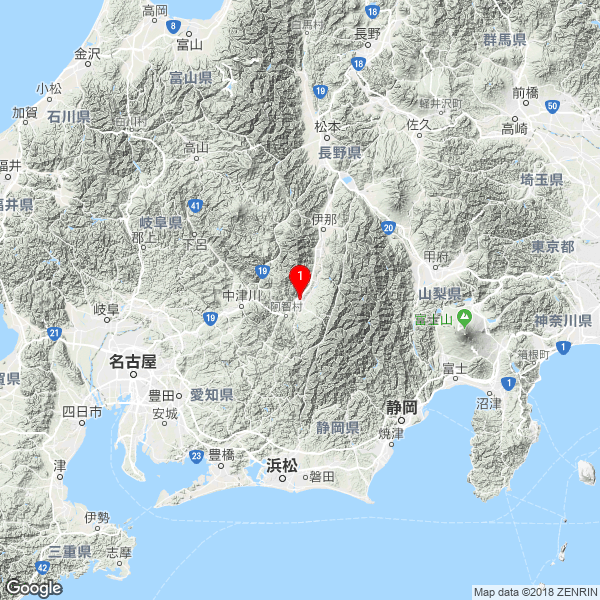 高岡
富山
馬村
長野
18
群馬県
金沢
富山県
18
小松
19
前橋
加賀
石川県
白川村
軽井沢町
50
松本
佐久
高崎
高山
長野県
福井
埼玉県
福井県
41
岐阜県
伊那
20
郡上
下呂
東京都
19
甲府
1
中津川
阿智村
山梨県
岐阜
19
富士山
神奈川県
21
1
箱根町
名古屋
富士
1
豊田
愛知県
沼津
四日市
安城
静岡
静岡県
焼津
23
豊橋
浜松
磐田
津
伊勢
三重県
志摩
42
Google
Map data ©2018 ZENRIN